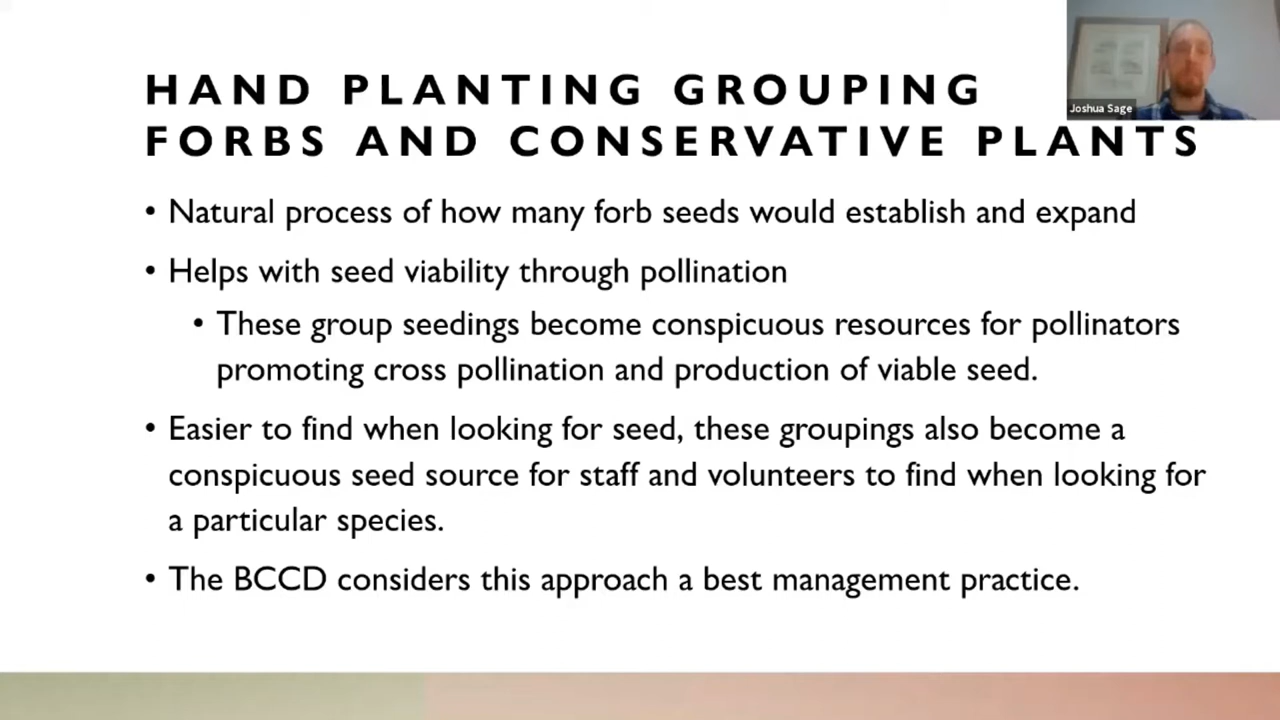 HAND PLANTING GROUPING
FORBS AND CONSERVATIVE PLANTS
Joshua Sage
• Natural process of how many forb seeds would establish and expand
• Helps with seed viability through pollination
• These group seedings become conspicuous resources for pollinators
promoting cross pollination and production of viable seed.
• Easier to find when looking for seed, these groupings also become a
conspicuous seed source for staff and volunteers to find when looking for
a particular species.
• The BCCD considers this approach a best management practice.